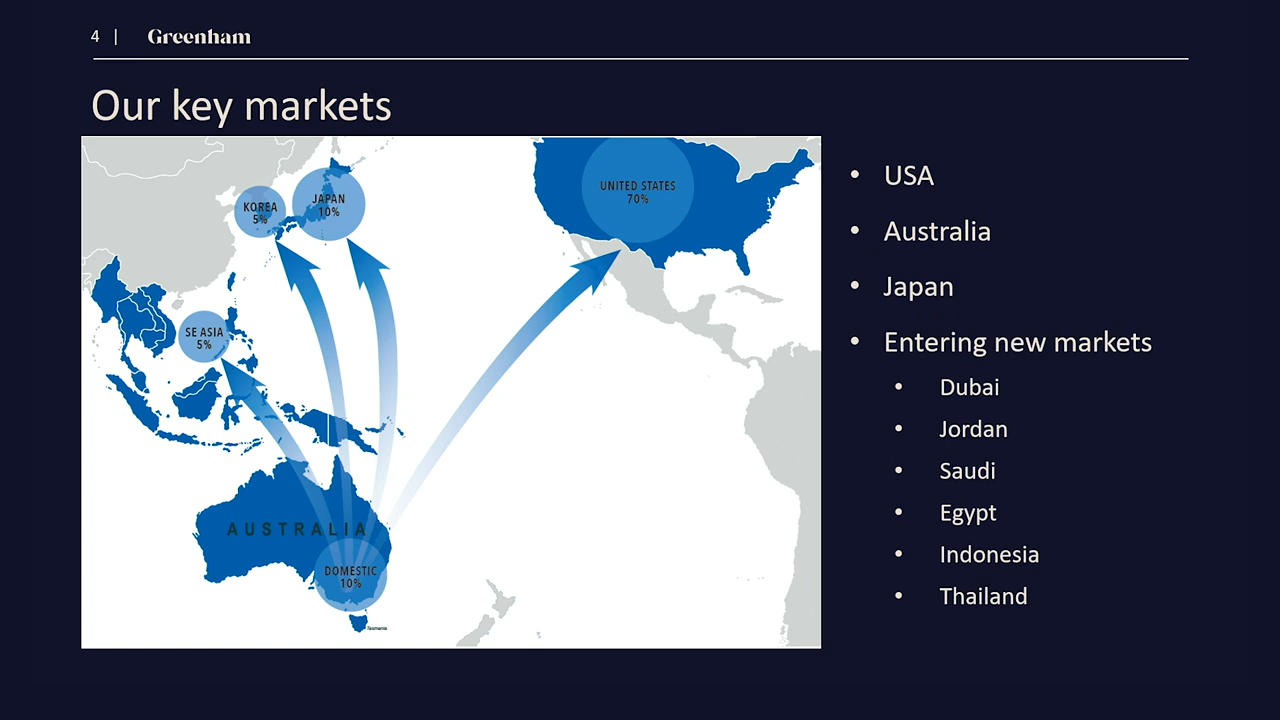 4 | Greenham
Our key markets
KOREA
5%
JAPAN
10%
UNITED STATES
70%
SE ASIA
5%
AUSTRALIA
DOMESTIC
10%
Tasmania
• USA
• Australia
• Japan
• Entering new markets
• Dubai
• Jordan
• Saudi
• Egypt
• Indonesia
• Thailand